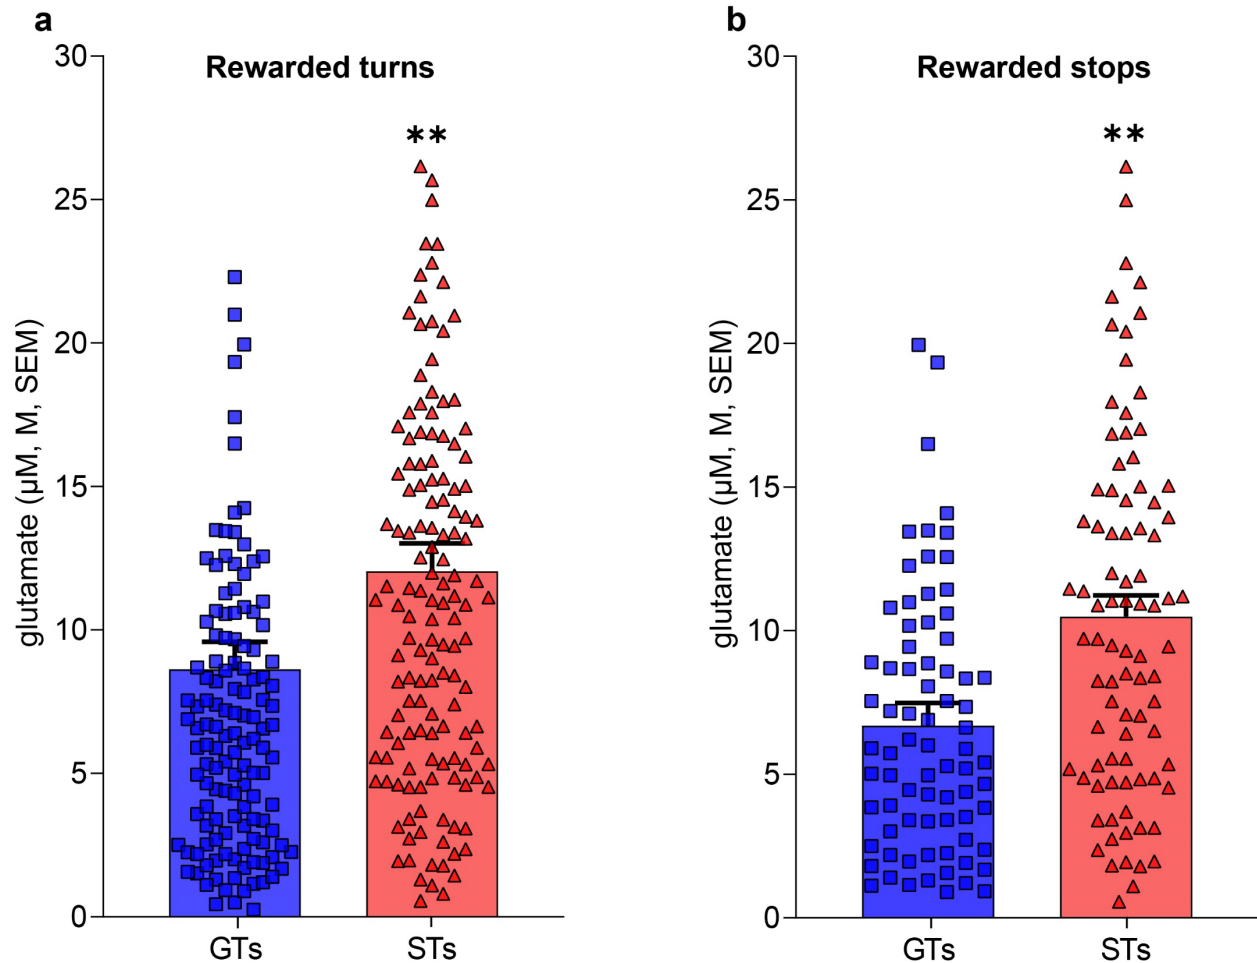 a
Rewarded turns
**
glutamate (µM, M, SEM)
30
25
20
15
10
5
0
GTs STs
b
Rewarded stops
**
glutamate (µM, M, SEM)
30
25
20
15
10
5
0
GTs STs